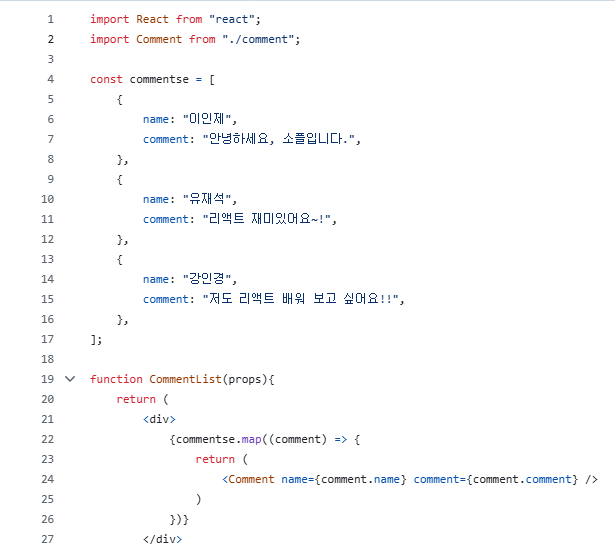 1 import React from "react";
2 import Comment from "./comment";
3
4 const commentse = [
5 {
6 name: "이인제",
7 comment: "안녕하세요, 소플입니다.",
8 },
9 {
10 name: "유재석",
11 comment: "리액트 재미있어요~!",
12 },
13 {
14 name: "강인경",
15 comment: "저도 리액트 배워 보고 싶어요!!",
16 },
17 ];
18
19 function CommentList(props){
20 return (
21 <div>
22 {commentse.map((comment) => {
23 return (
24 <Comment name={comment.name} comment={comment.comment} />
25 )
26 })}
27 </div>